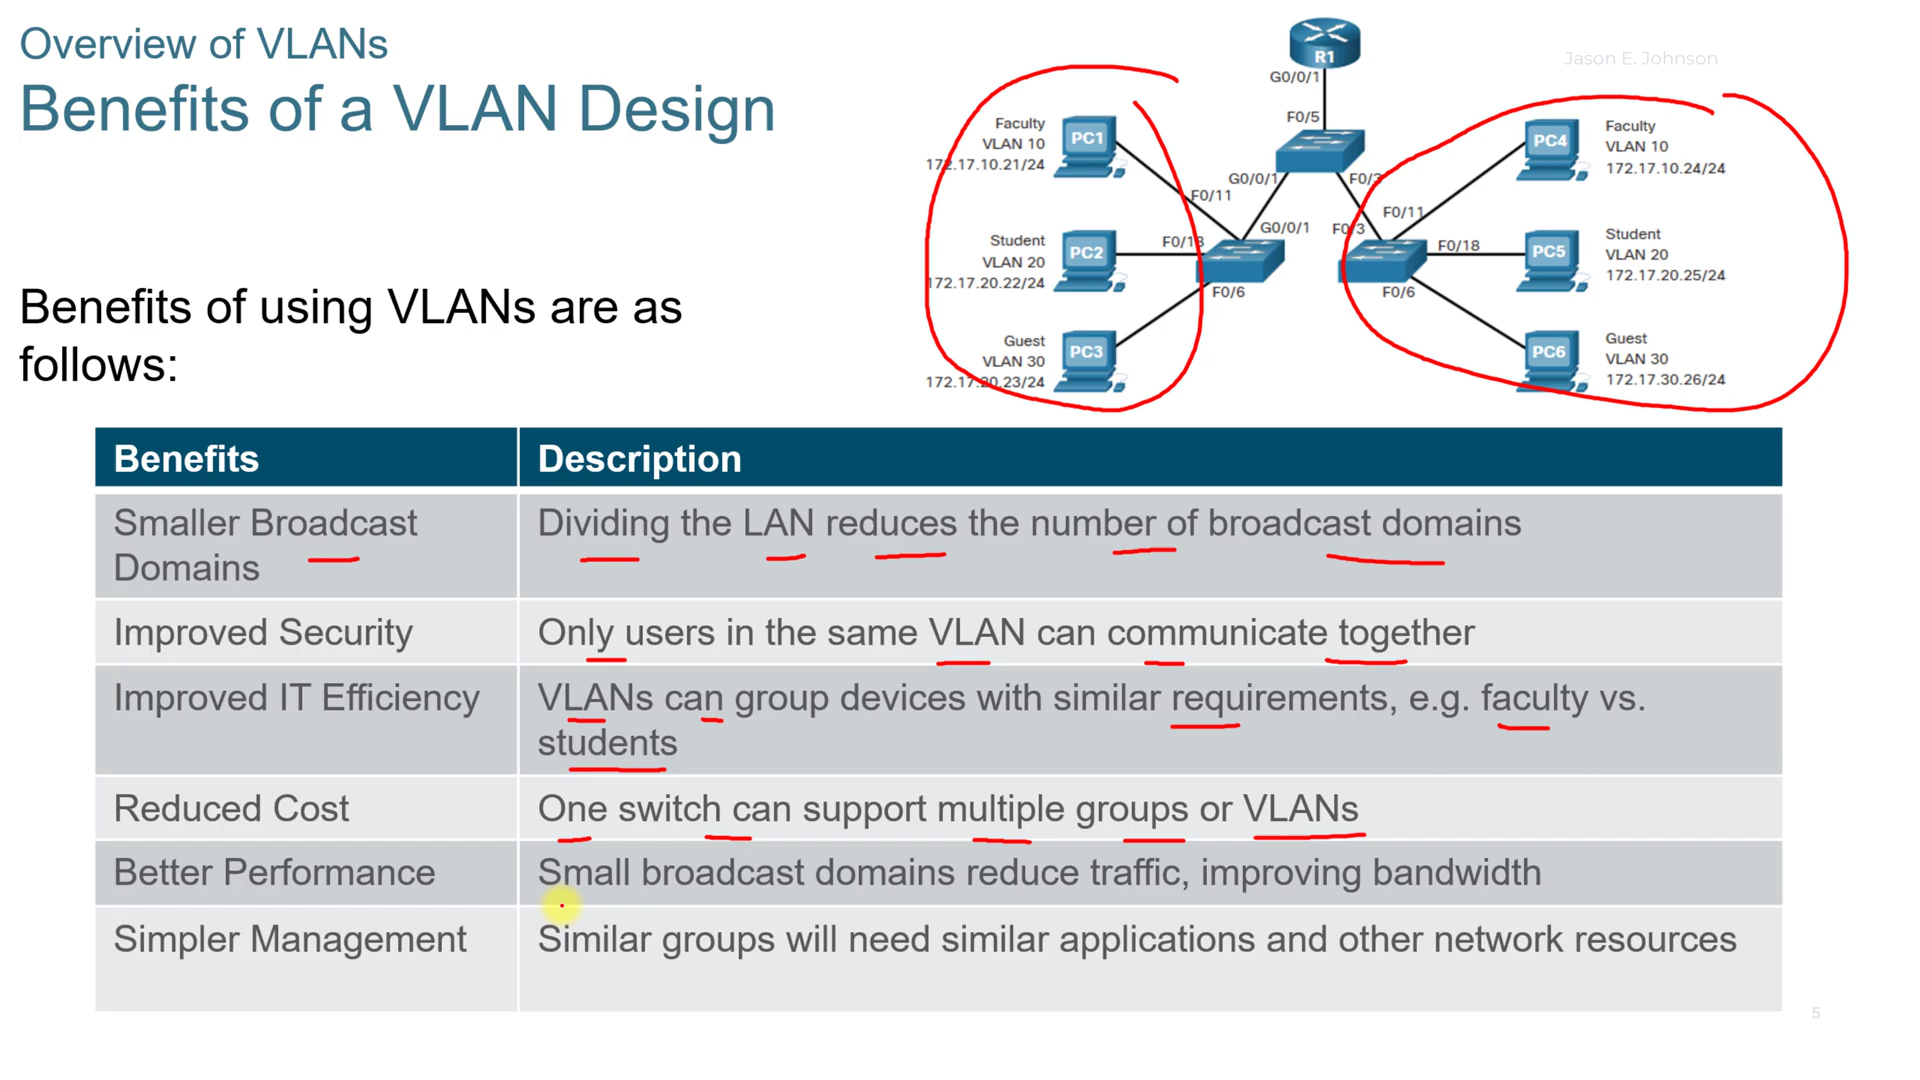 Overview of VLANs
Benefits of a VLAN Design
Jason E. Johnson
R1
G0/0/1
F0/5
Faculty
VLAN 10
172.17.10.21/24
PC1
G0/0/1
F0/3
F0/11
PC4
Faculty
VLAN 10
172.17.10.24/24
Student
VLAN 20
172.17.20.22/24
PC2
F0/18
G0/0/1
F0/3
F0/11
F0/18
PC5
Student
VLAN 20
172.17.20.25/24
F0/6
F0/6
Guest
VLAN 30
172.17.20.23/24
PC3
PC6
Guest
VLAN 30
172.17.30.26/24
Benefits of using VLANs are as
follows:
Benefits
Description
Smaller Broadcast
Domains
Dividing the LAN reduces the number of broadcast domains
Improved Security
Only users in the same VLAN can communicate together
Improved IT Efficiency
VLANs can group devices with similar requirements, e.g. faculty vs.
students
Reduced Cost
One switch can support multiple groups or VLANs
Better Performance
Small broadcast domains reduce traffic, improving bandwidth
Simpler Management
Similar groups will need similar applications and other network resources
5